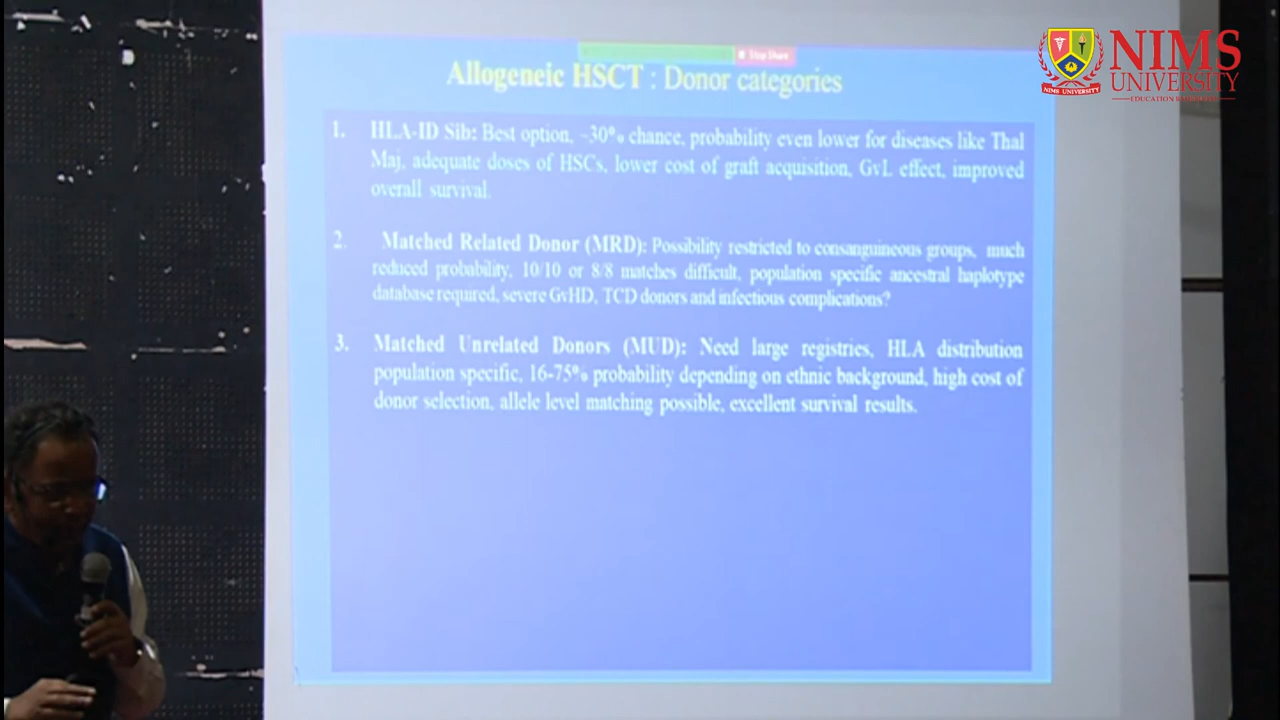 NIMS
UNIVERSITY
NIMS UNIVERSITY
Stop Share
Allogeneic HSCT : Donor categories
1. HLA-ID Sib: Best option, ~30% chance, probability even lower for diseases like Thal
Maj, adequate doses of HSCs, lower cost of graft acquisition, GvL effect, improved
overall survival.
2. Matched Related Donor (MRD): Possibility restricted to consanguineous groups, much
reduced probability, 10/10 or 8/8 matches difficult, population specific ancestral haplotype
database required, severe GvHD, TCD donors and infectious complications?
3. Matched Unrelated Donors (MUD): Need large registries, HLA distribution
population specific, 16-75% probability depending on ethnic background, high cost of
donor selection, allele level matching possible, excellent survival results.